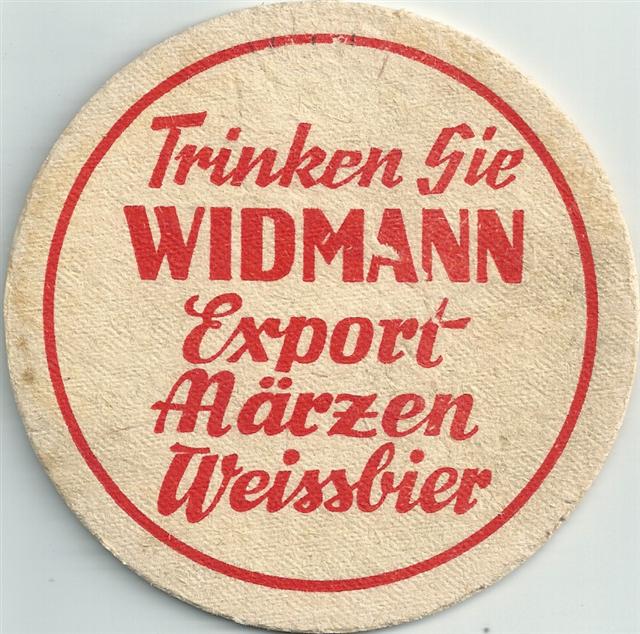 Trinken Sie
WIDMANN
Export
Märzen
Weissbier